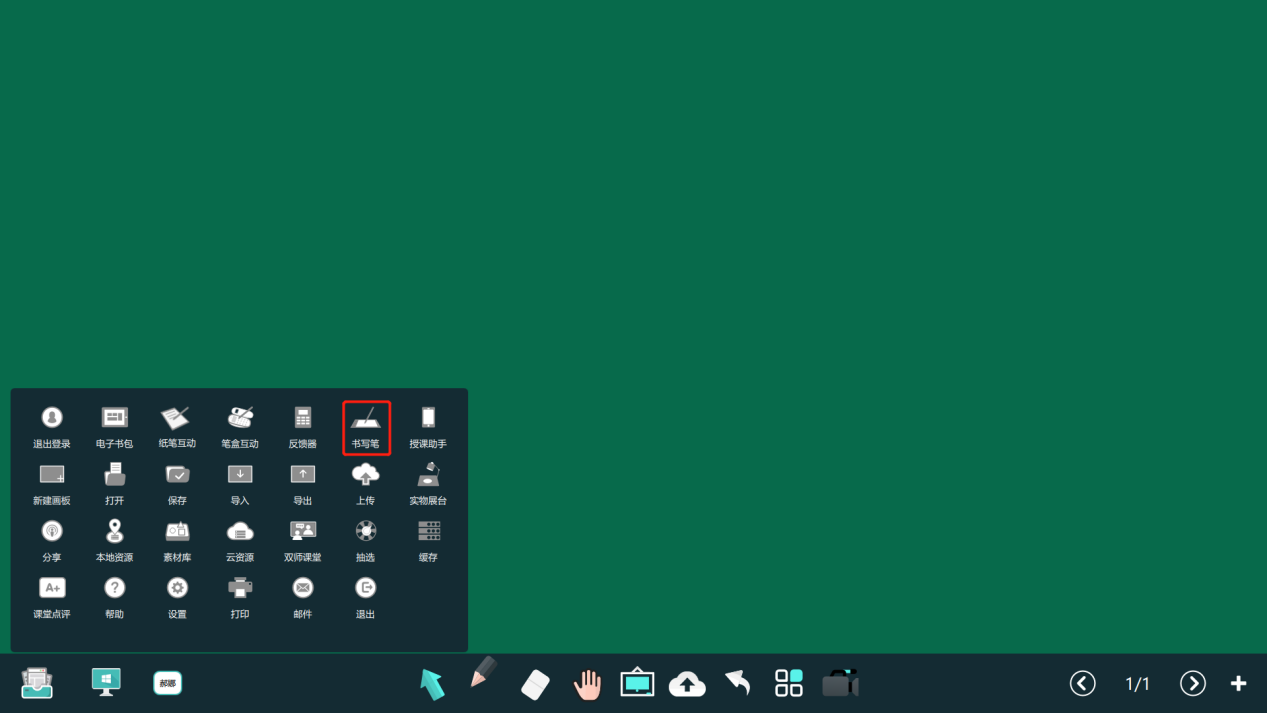 退出登录 电子书包 纸笔互动 笔盒互动 反馈器 书写笔 授课助手
新建画板 打开 保存 导入 导出 上传 实物展台
分享 本地资源 素材库 云资源 双师课堂 抽选 缓存
A+
课堂点评 帮助 设置 打印 邮件 退出
郝娜 1/1